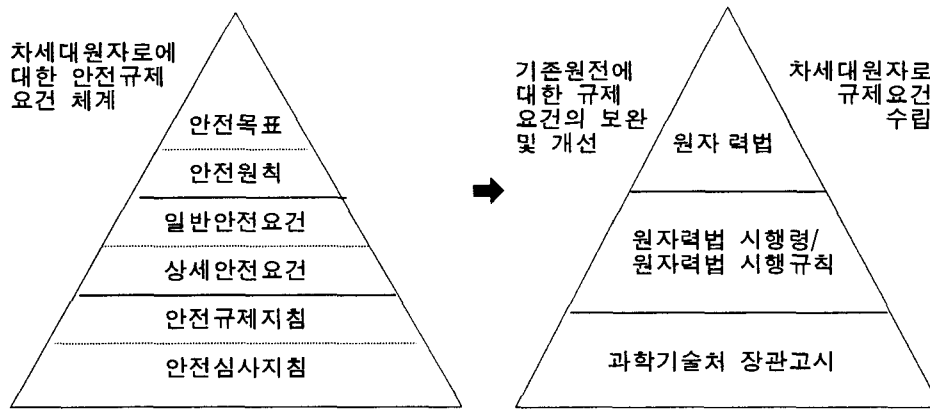 차세대원자로에
대한 안전규제
요건 체계
안전목표
안전원칙
일반안전요건
상세안전요건
안전규제지침
안전심사지침
기존원전에
대한 규제
요건의 보완
및 개선
차세대원자로
규제요건
수립
원자력법
원자력법 시행령/
원자력법 시행규칙
과학기술처 장관고시